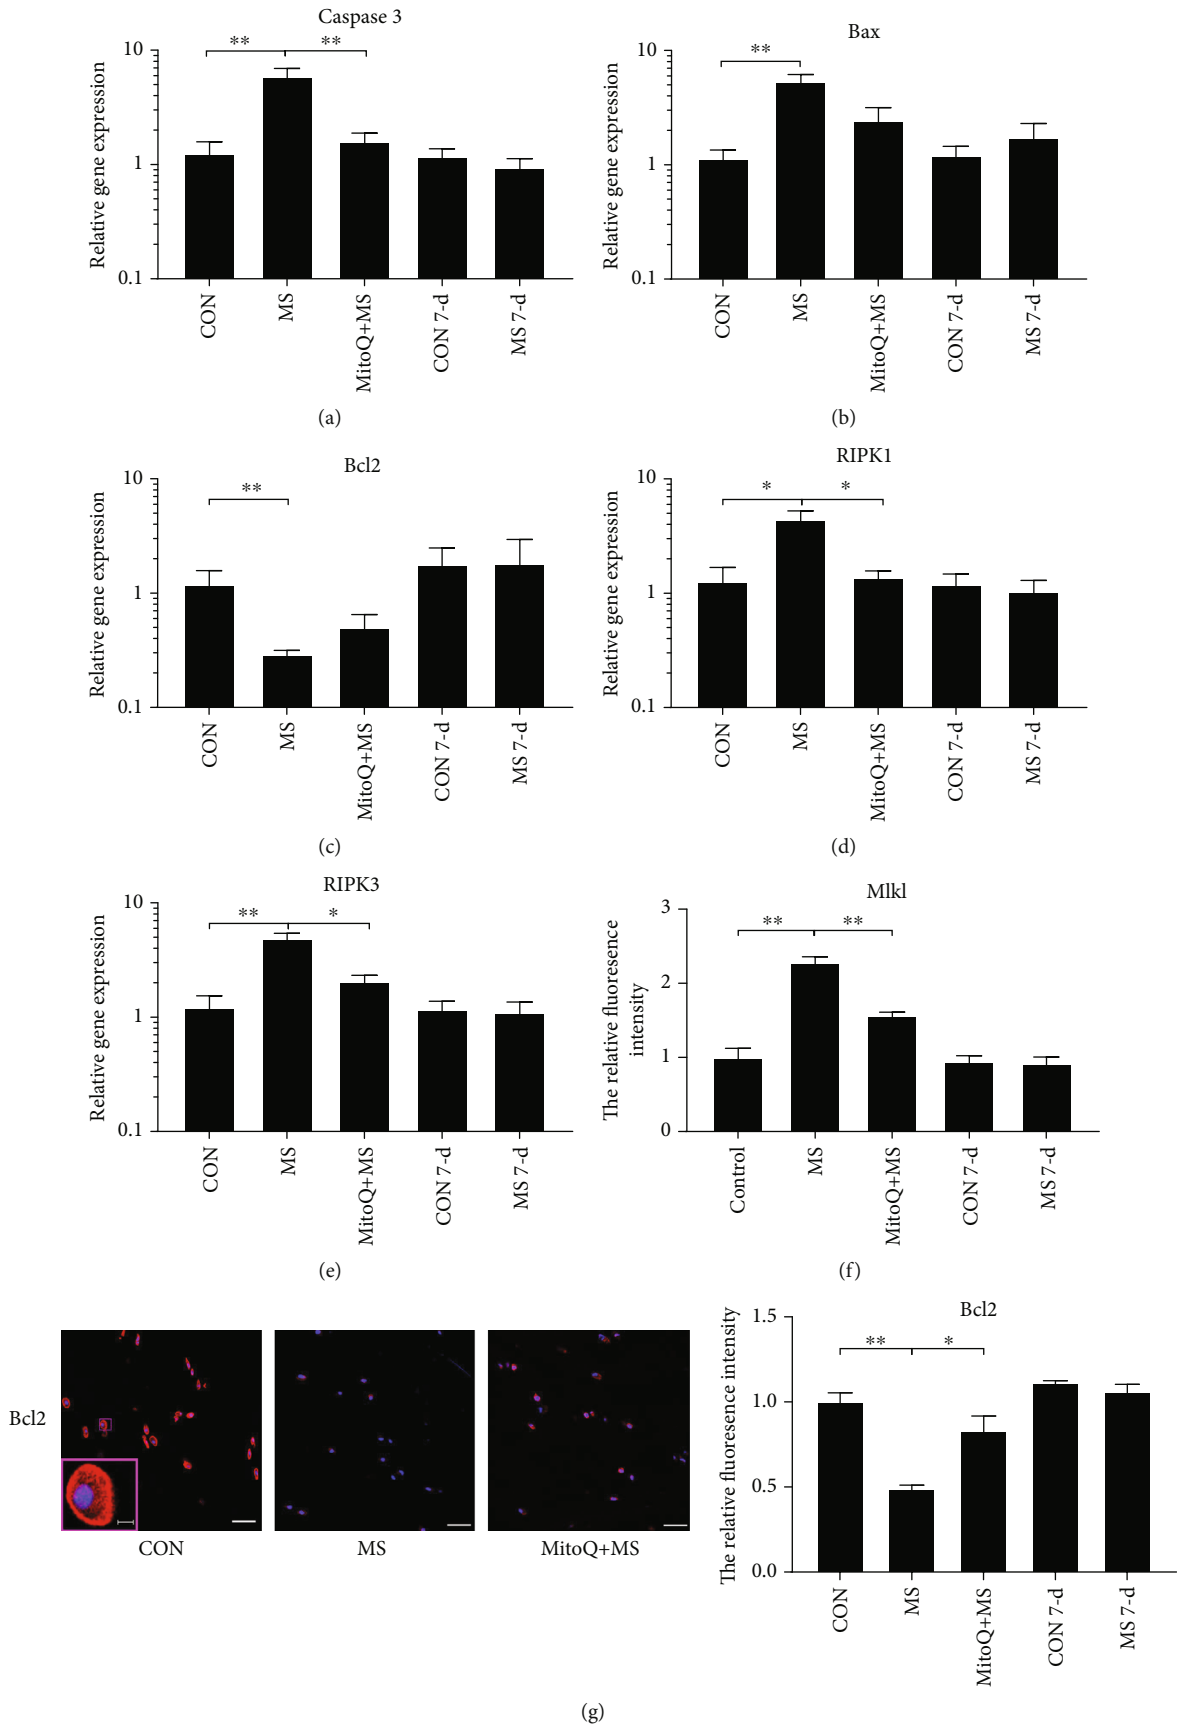 Caspase 3
** **
Relative gene expression
10
1
0.1
CON
MS
MitoQ+MS
CON 7-d
MS 7-d
(a)
Bax
**
Relative gene expression
10
1
0.1
CON
MS
MitoQ+MS
CON 7-d
MS 7-d
(b)
Bcl2
**
Relative gene expression
10
1
0.1
CON
MS
MitoQ+MS
CON 7-d
MS 7-d
(c)
RIPK1
* *
Relative gene expression
10
1
0.1
CON
MS
MitoQ+MS
CON 7-d
MS 7-d
(d)
RIPK3
** *
Relative gene expression
10
1
0.1
CON
MS
MitoQ+MS
CON 7-d
MS 7-d
(e)
Mlkl
** **
The relative fluoresence
intensity
3
2
1
0
Control
MS
MitoQ+MS
CON 7-d
MS 7-d
(f)
Bcl2
CON
MS
MitoQ+MS
Bcl2
** *
The relative fluoresence intensity
1.5
1.0
0.5
0.0
CON
MS
MitoQ+MS
CON 7-d
MS 7-d
(g)